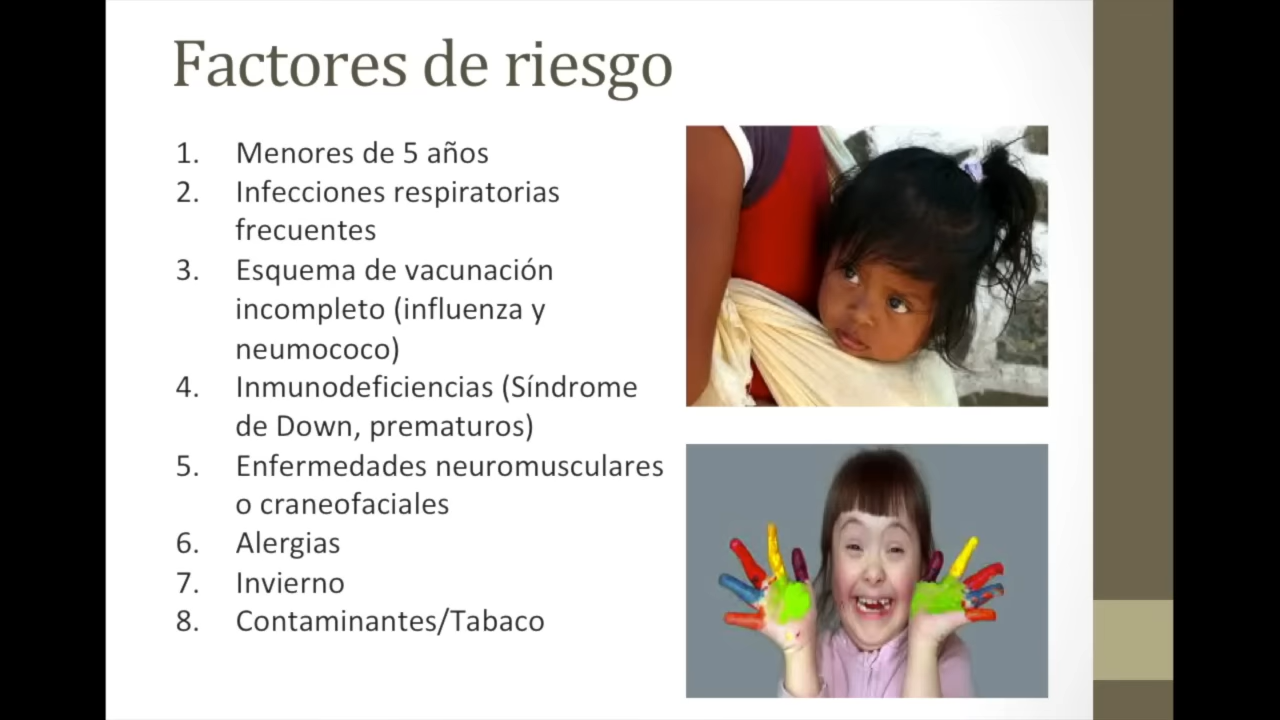 Factores de riesgo
1. Menores de 5 años
2. Infecciones respiratorias
frecuentes
3. Esquema de vacunación
incompleto (influenza y
neumococo)
4. Inmunodeficiencias (Síndrome
de Down, prematuros)
5. Enfermedades neuromusculares
o craneofaciales
6. Alergias
7. Invierno
8. Contaminantes/Tabaco